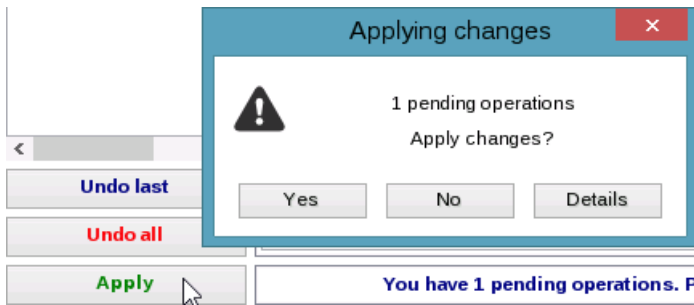 Applying changes
1 pending operations
Apply changes?
Yes
No
Details
Undo last
Undo all
Apply
You have 1 pending operations.